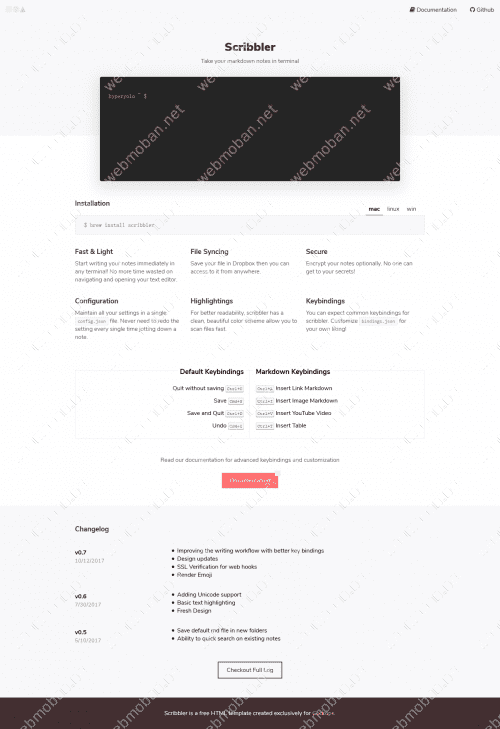 Documentation
Github
Scribbler
Take your markdown notes in terminal
hyperyolo ~ $
Installation
mac
linux
win
$ brew install scribbler
Fast & Light
Start writing your notes immediately in
any terminal! No more time wasted on
navigating and opening your text editor.
File Syncing
Save your file in Dropbox then you can
access to it from anywhere.
Secure
Encrypt your notes optionally. No one can
get to your secrets!
Configuration
Maintain all your settings in a single
config.json file. Never need to redo the
setting every single time jotting down a
note.
Highlightings
For better readability, scribbler has a
clean, beautiful color scheme allow you to
scan files fast.
Keybindings
You can expect common keybindings for
scribbler. Customize bindings.json for
your own liking!
Default Keybindings
Quit without saving
Save
Save and Quit
Undo
Markdown Keybindings
Insert Link Markdown
Insert Image Markdown
Insert YouTube Video
Insert Table
Read our documentation for advanced keybindings and customization
Documentation
Changelog
v0.7
10/12/2017
Improving the writing workflow with better key bindings
Design updates
SSL Verification for web hooks
Render Emoji
v0.6
7/30/2017
Adding Unicode support
Basic text highlighting
Fresh Design
v0.5
5/10/2017
Save default md file in new folders
Ability to quick search on existing notes
Checkout Full Log
Scribbler is a free HTML template created exclusively for
webmoban.net